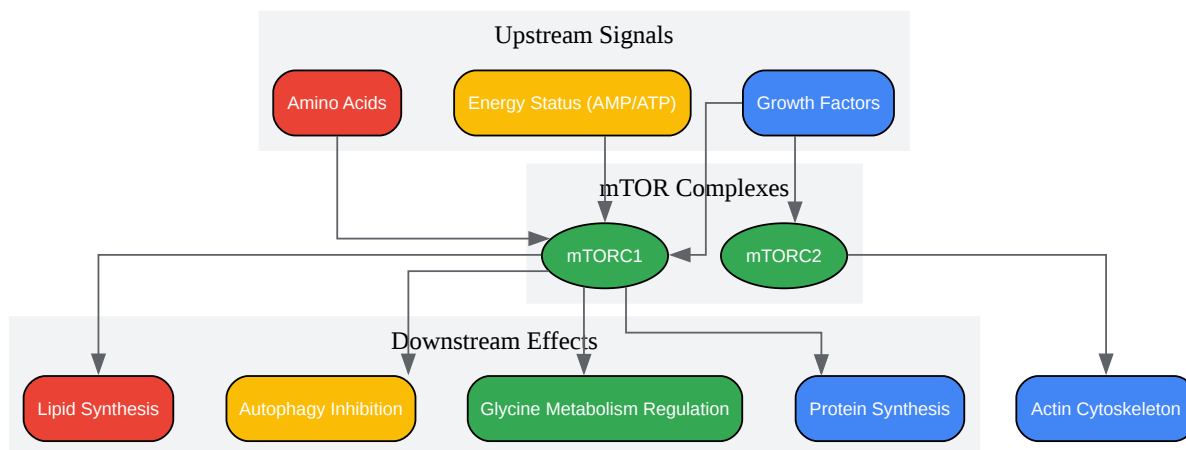 Upstream Signals
Amino Acids
Energy Status (AMP/ATP)
Growth Factors
mTOR Complexes
mTORC1
mTORC2
Downstream Effects
Lipid Synthesis
Autophagy Inhibition
Glycine Metabolism Regulation
Protein Synthesis
Actin Cytoskeleton